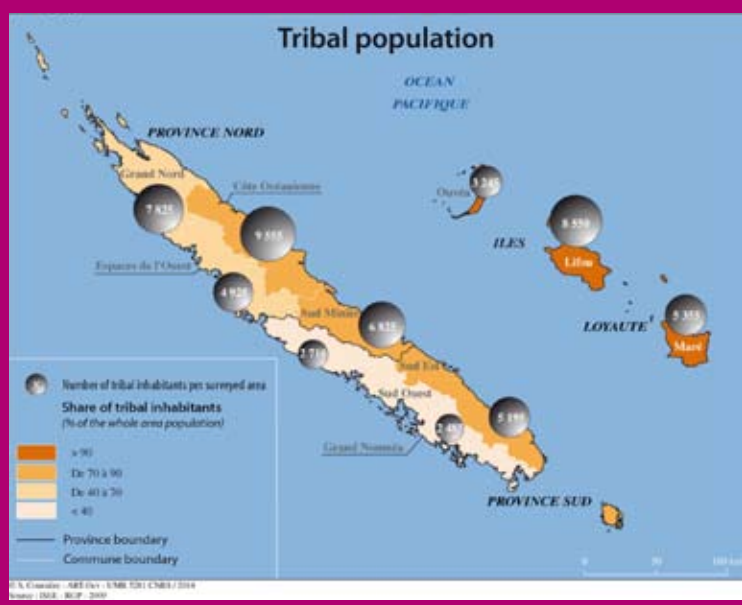 Tribal population
OCEAN
PACIFIQUE
PROVINCE NORD
Grand Nord
Côte Océanienne
7 825
9 555
3 245
Ouvéa
8 550
ILES
Lifou
Espaces de l'Ouest
4 925
Sud Minier
6 825
LOYAUTE
5 355
Maré
Sud Est
Sud Ouest
Grand Nouméa
PROVINCE SUD
Number of tribal inhabitants per surveyed area
Share of tribal inhabitants
(% of the whole area population)
> 90
De 70 à 90
De 40 à 70
< 40
Province boundary
Commune boundary
0 50 100 km